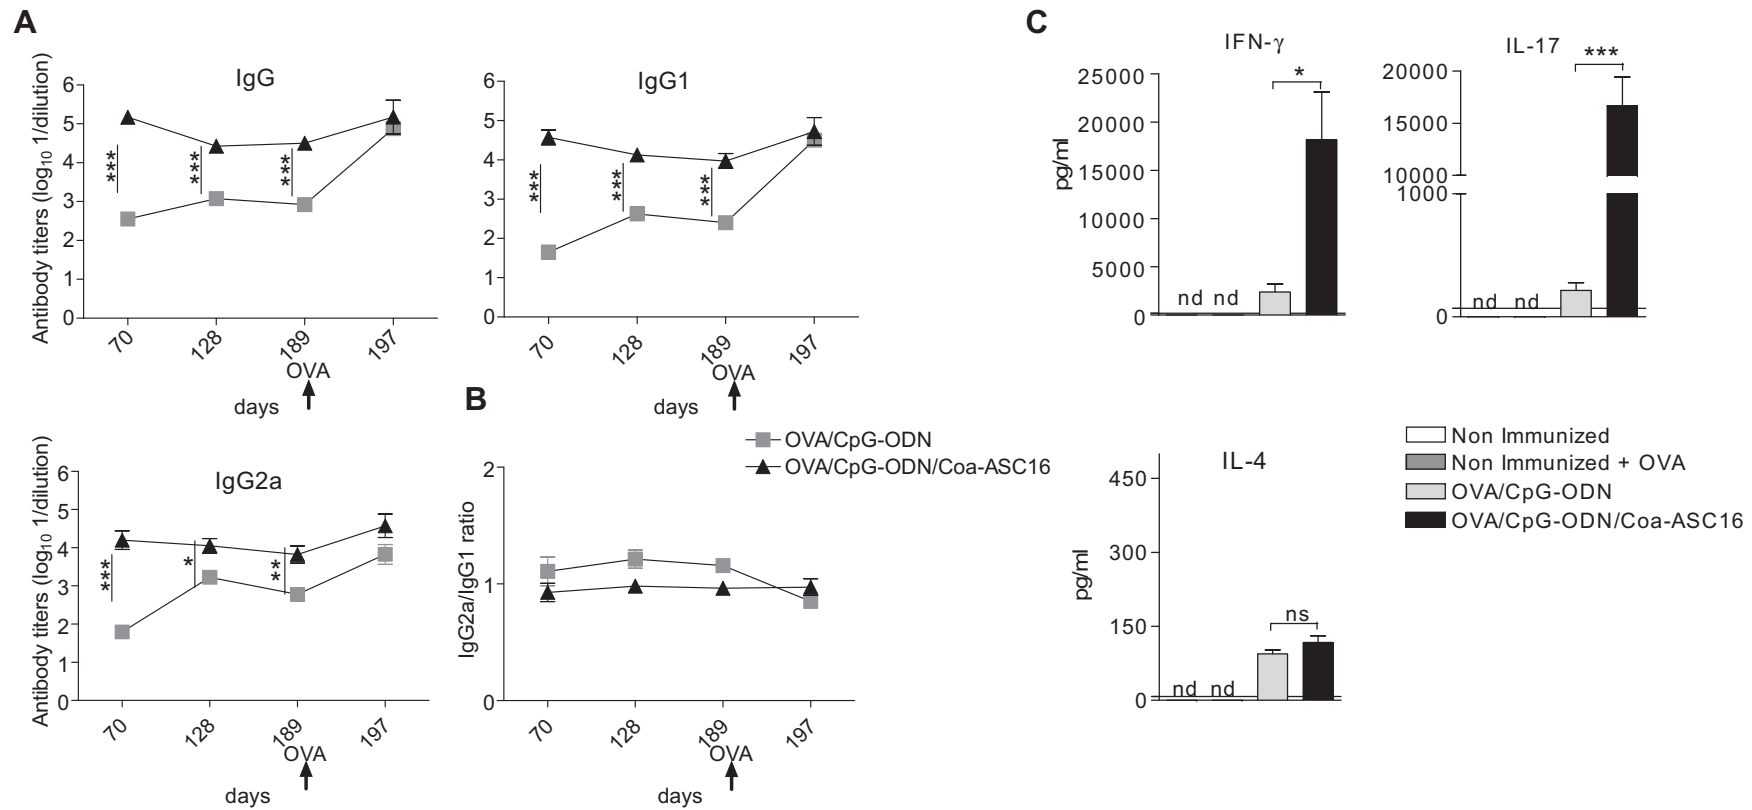 A
IgG
Antibody titers (log10 1/dilution)
6
5
4
3
2
1
0
***
***
***
70
128
189
197
OVA
days
IgG1
6
5
4
3
2
1
0
***
***
***
70
128
189
197
OVA
days
IgG2a
Antibody titers (log10 1/dilution)
6
5
4
3
2
1
0
***
*
**
70
128
189
197
OVA
days
B
OVA/CpG-ODN
OVA/CpG-ODN/Coa-ASC16
IgG2a/IgG1 ratio
2
1
0
70
128
189
197
OVA
days
C
IFN-γ
pg/ml
25000
20000
15000
10000
5000
0
nd nd
*
IL-17
20000
15000
10000
1000
0
nd nd
***
IL-4
pg/ml
450
300
150
0
nd nd
ns
Non Immunized
Non Immunized + OVA
OVA/CpG-ODN
OVA/CpG-ODN/Coa-ASC16